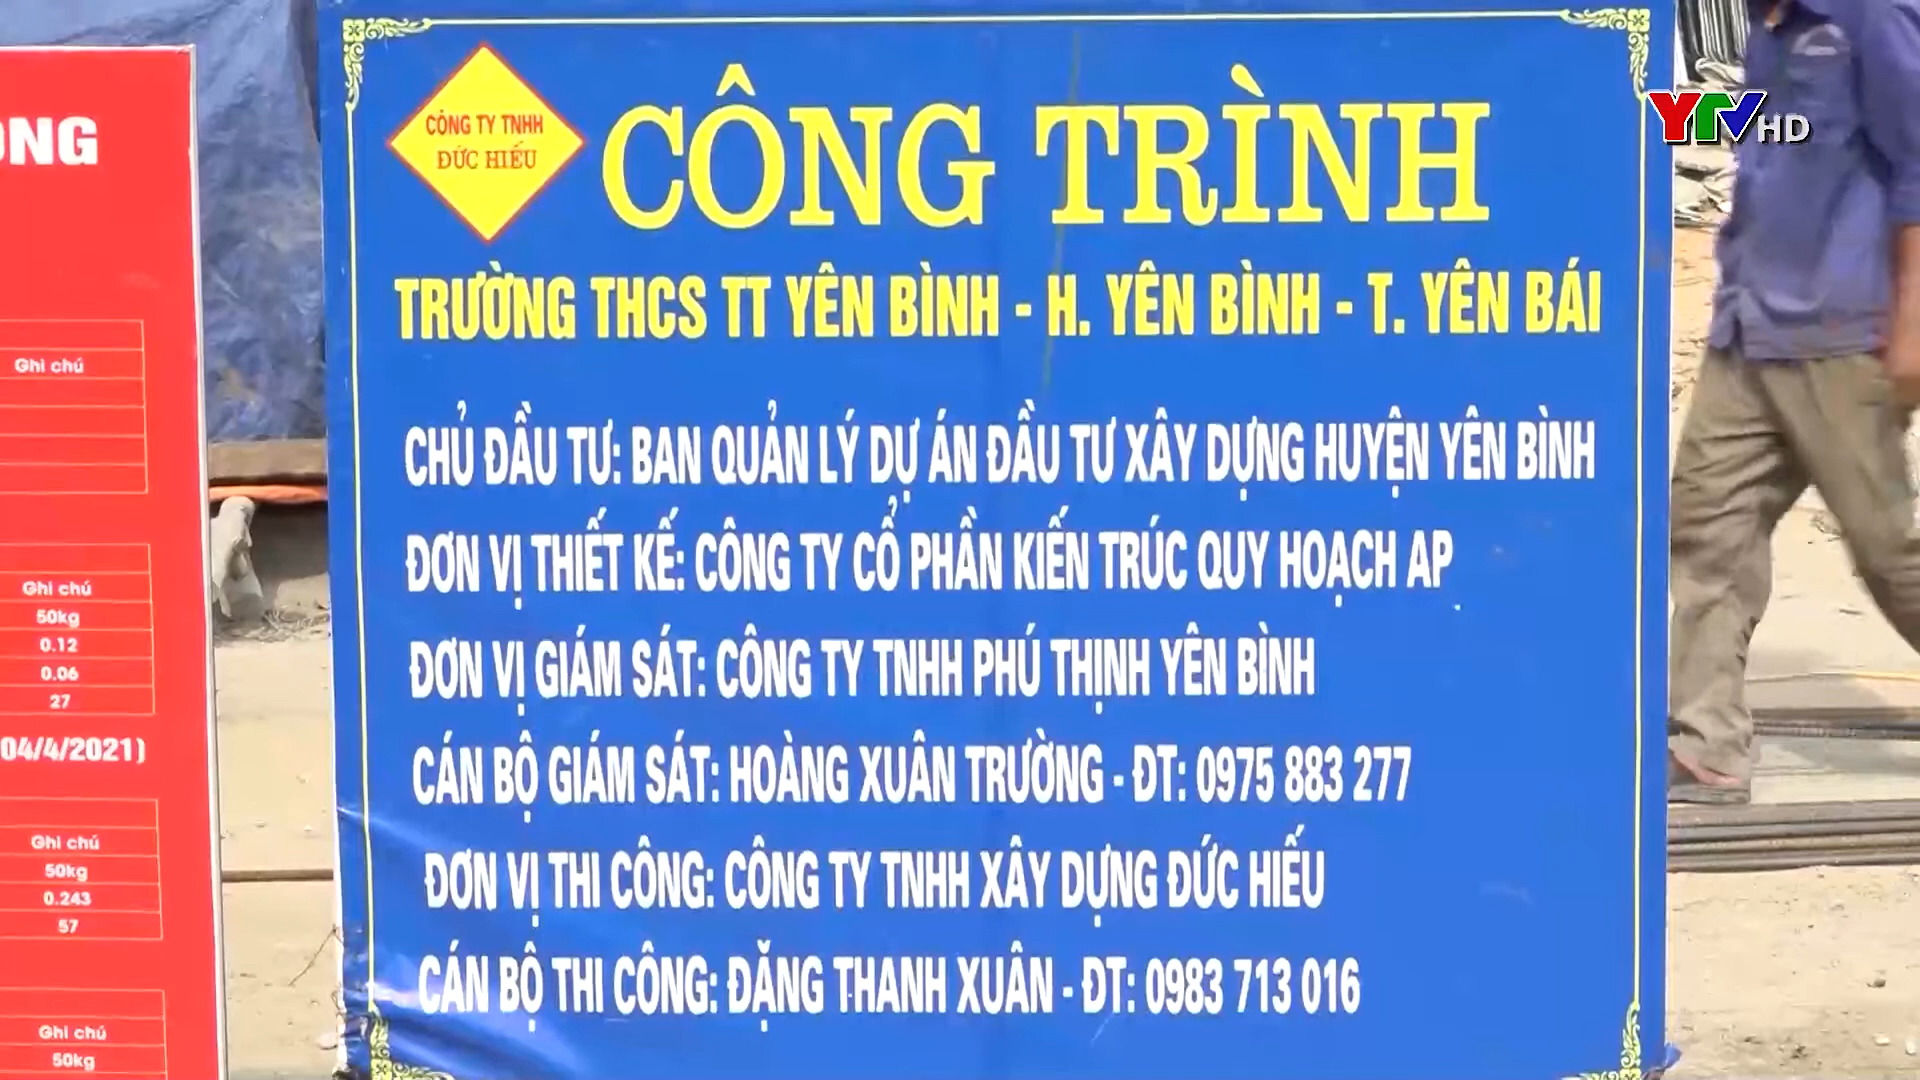 ONG
Ghi chú
Ghi chú
50kg
0.12
0.06
27
04/4/2021)
Ghi chú
50kg
0.243
57
Ghi chú
50kg
CÔNG TY TNHH
ĐỨC HIẾU
CÔNG TRÌNH
TRƯỜNG THCS TT YÊN BÌNH - H. YÊN BÌNH - T. YÊN BÁI
CHỦ ĐẦU TƯ: BAN QUẢN LÝ DỰ ÁN ĐẦU TƯ XÂY DỰNG HUYỆN YÊN BÌNH
ĐƠN VỊ THIẾT KẾ: CÔNG TY CỔ PHẦN KIẾN TRÚC QUY HOẠCH AP
ĐƠN VỊ GIÁM SÁT: CÔNG TY TNHH PHÚ THỊNH YÊN BÌNH
CÁN BỘ GIÁM SÁT: HOÀNG XUÂN TRƯỜNG - ĐT: 0975 883 277
ĐƠN VỊ THI CÔNG: CÔNG TY TNHH XÂY DỰNG ĐỨC HIẾU
CÁN BỘ THI CÔNG: ĐẶNG THANH XUÂN - ĐT: 0983 713 016
YTV HD